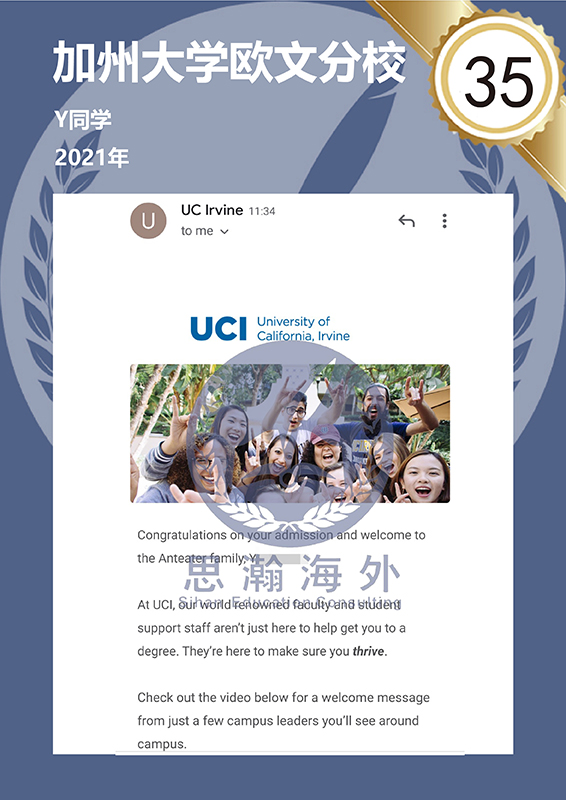 加州大学欧文分校
35
Y同学
2021年
U
UC Irvine 11:34
to me
UCI University of
California, Irvine
Congratulations on your admission and welcome to
the Anteater family, Y
思瀚海外
Sihan Education Consulting
At UCI, our world renowned faculty and student
support staff aren’t just here to help get you to a
degree. They’re here to make sure you thrive.
Check out the video below for a welcome message
from just a few campus leaders you’ll see around
campus.